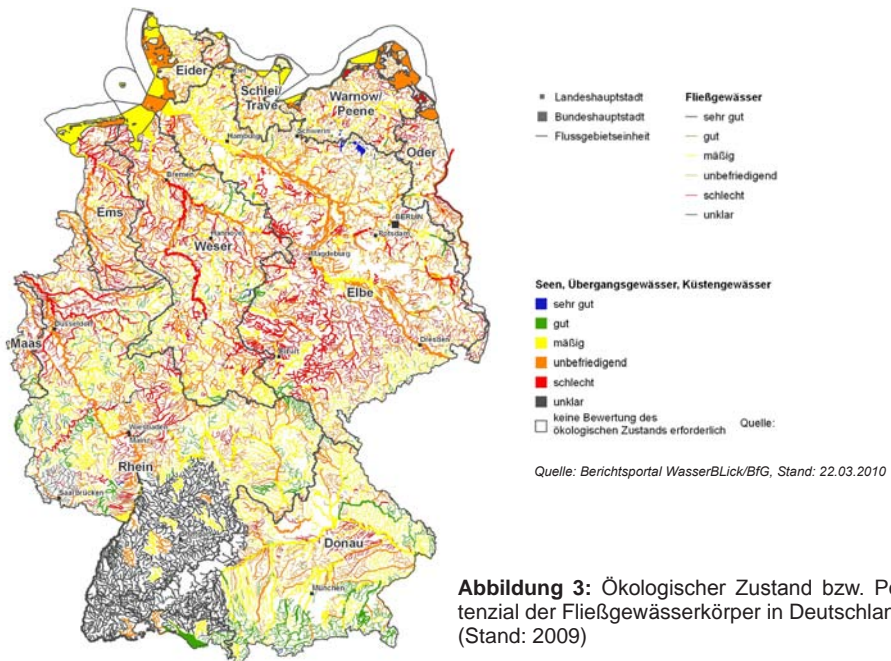 Eider
Schlei/
Trave
Warnow/
Peene
Hamburg
Schwerin
Oder
Bremen
Ems
Hannover
Weser
BERLIN
Potsdam
Magdeburg
Elbe
Düsseldorf
Maas
Erfurt
Dresden
Wiesbaden
Mainz
Rhein
Saarbrücken
Donau
München
Landeshauptstadt
Bundeshauptstadt
Flussgebietseinheit
Fließgewässer
sehr gut
gut
mäßig
unbefriedigend
schlecht
unklar
Seen, Übergangsgewässer, Küstengewässer
sehr gut
gut
mäßig
unbefriedigend
schlecht
unklar
keine Bewertung des
ökologischen Zustands erforderlich Quelle:
Quelle: Berichtsportal WasserBLick/BfG, Stand: 22.03.2010
Abbildung 3: Ökologischer Zustand bzw. Po
tenzial der Fließgewässerkörper in Deutschlan
(Stand: 2009)